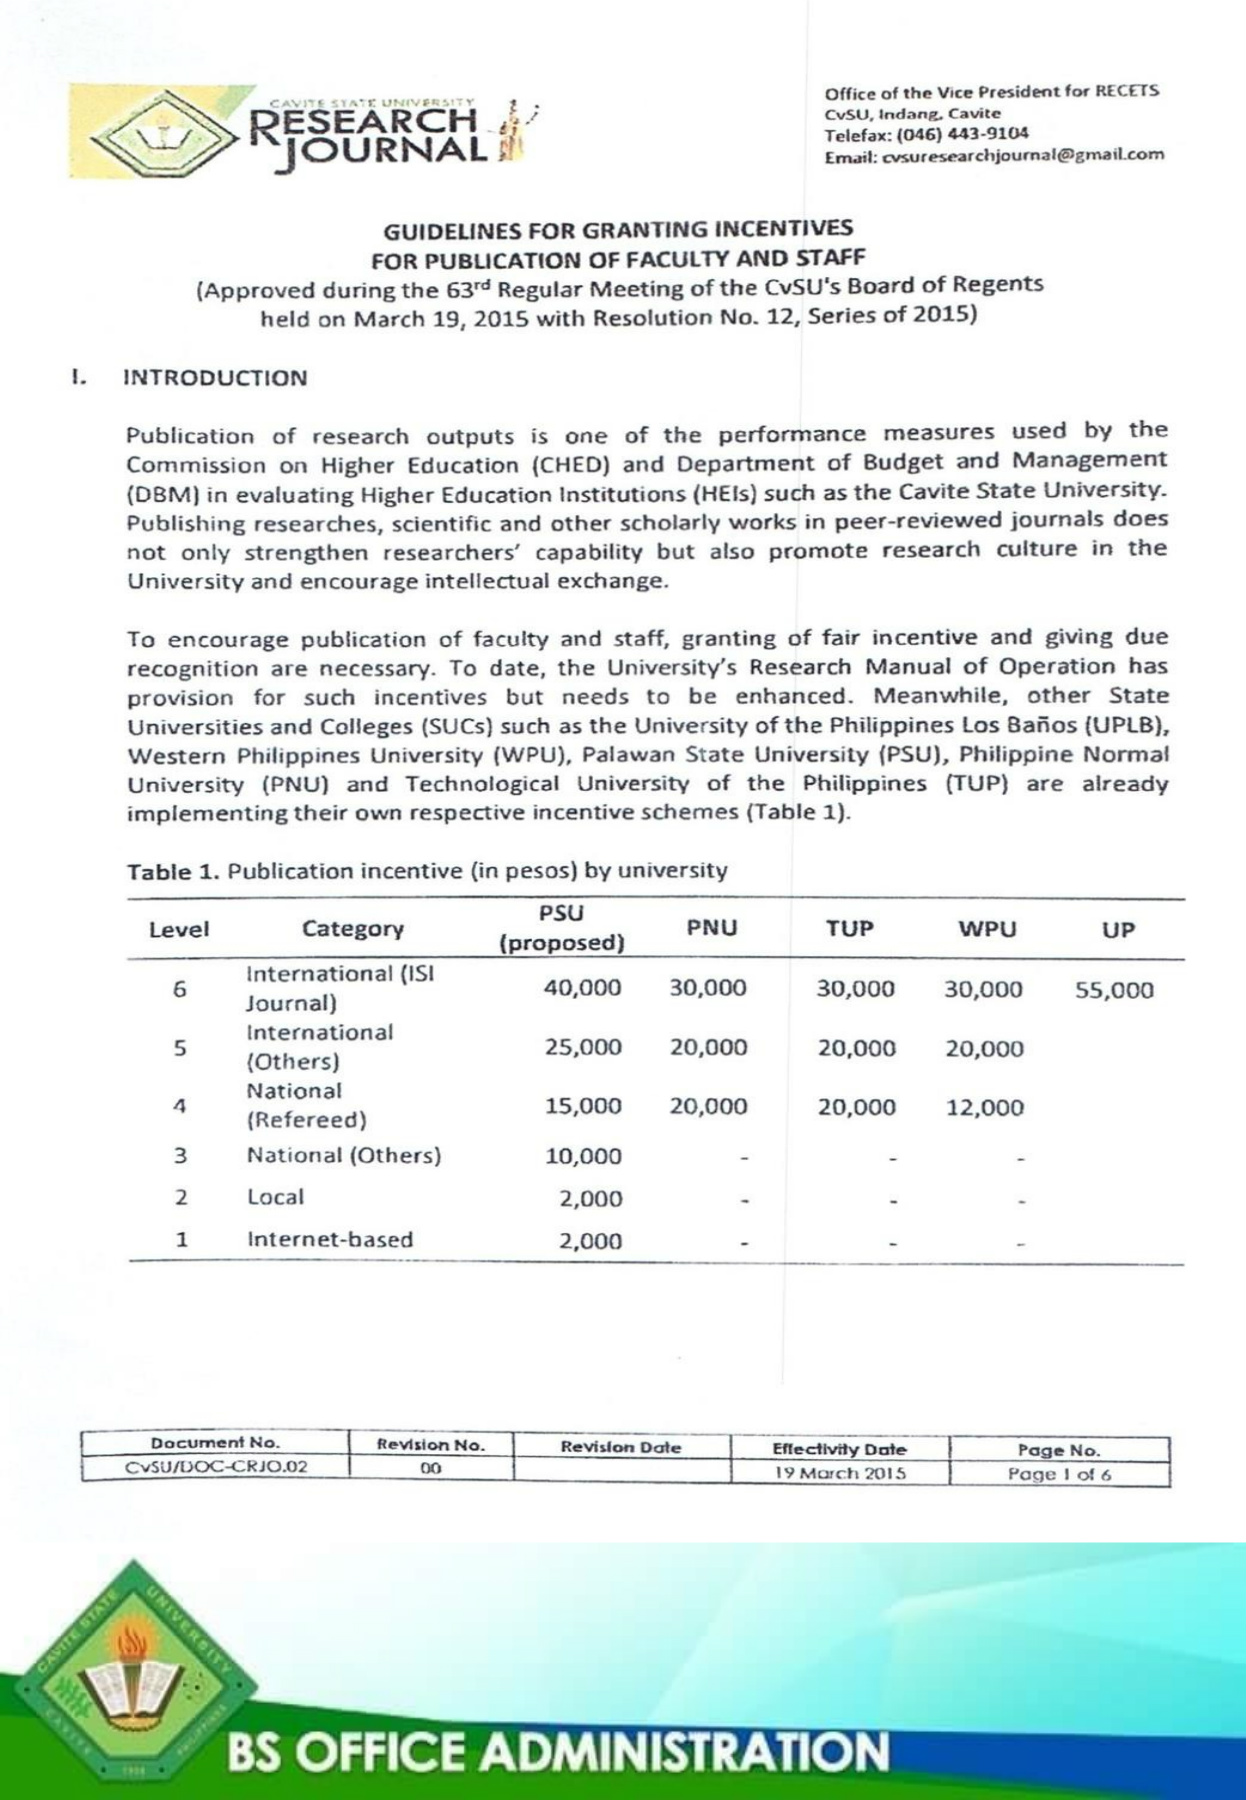 CAVITE STATE UNIVERSITY
RESEARCH
JOURNAL
Office of the Vice President for RECETS
CvSU, Indang, Cavite
Telefax: (046) 443-9104
Email: cvsuresearchjournal@gmail.com
GUIDELINES FOR GRANTING INCENTIVES
FOR PUBLICATION OF FACULTY AND STAFF
(Approved during the 63rd Regular Meeting of the CvSU's Board of Regents
held on March 19, 2015 with Resolution No. 12, Series of 2015)
I. INTRODUCTION
Publication of research outputs is one of the performance measures used by the
Commission on Higher Education (CHED) and Department of Budget and Management
(DBM) in evaluating Higher Education Institutions (HEIs) such as the Cavite State University.
Publishing researches, scientific and other scholarly works in peer-reviewed journals does
not only strengthen researchers' capability but also promote research culture in the
University and encourage intellectual exchange.
To encourage publication of faculty and staff, granting of fair incentive and giving due
recognition are necessary. To date, the University's Research Manual of Operation has
provision for such incentives but needs to be enhanced. Meanwhile, other State
Universities and Colleges (SUCs) such as the University of the Philippines Los Baños (UPLB),
Western Philippines University (WPU), Palawan State University (PSU), Philippine Normal
University (PNU) and Technological University of the Philippines (TUP) are already
implementing their own respective incentive schemes (Table 1).
Table 1. Publication incentive (in pesos) by university
Level Category PSU (proposed) PNU TUP WPU UP
6 International (ISI Journal) 40,000 30,000 30,000 30,000 55,000
5 International (Others) 25,000 20,000 20,000 20,000
4 National (Refereed) 15,000 20,000 20,000 12,000
3 National (Others) 10,000 - - -
2 Local 2,000 - - -
1 Internet-based 2,000 - - -
Document No. Revision No. Revision Date Effectivity Date Page No.
CvSU/DOC-CRJO.02 00 19 March 2015 Page 1 of 6
CAVITE STATE UNIVERSITY
CAVITE PHILIPPINES
1906
BS OFFICE ADMINISTRATION